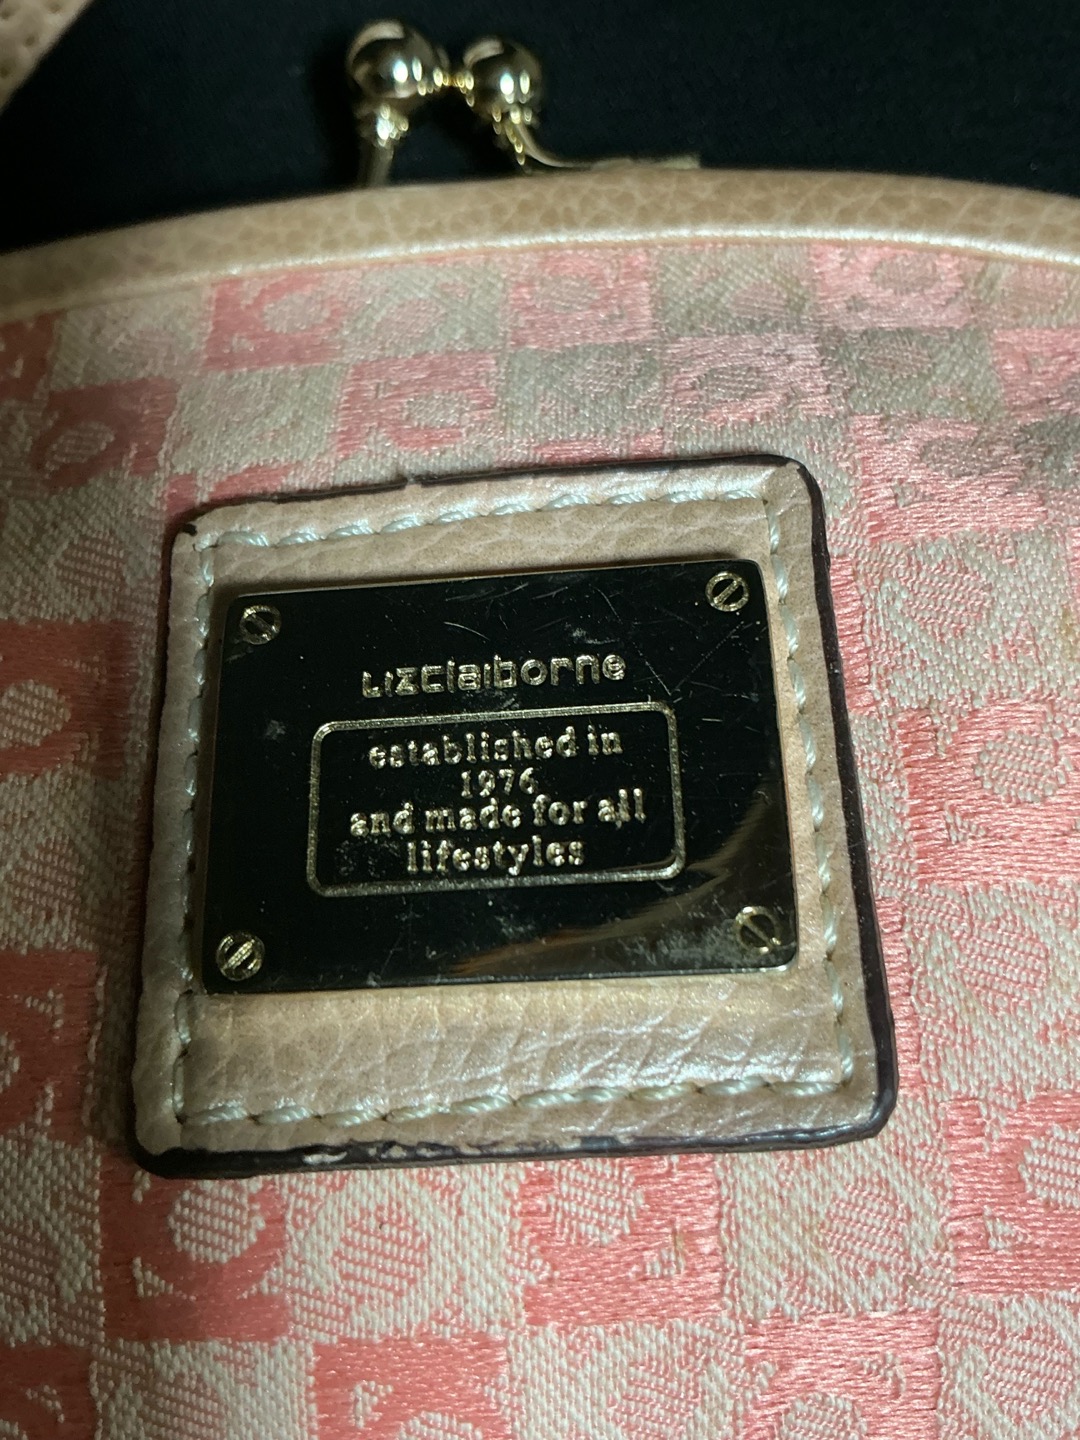 Lizclaiborne
established in
1976
and made for all
lifestyles